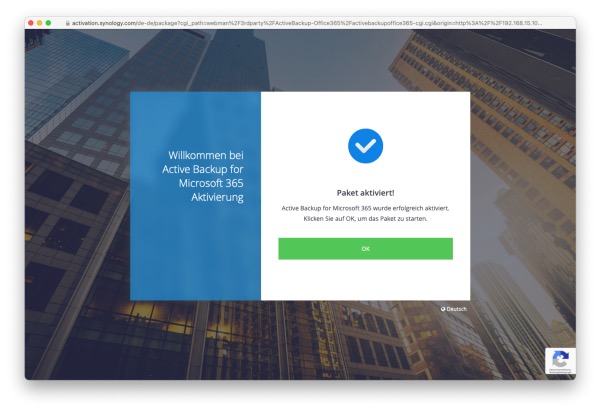 activation.synology.com/de-de/package?cgi_path=webman%2F3rdparty%2FActiveBackup-Office365%2Factivebackupoffice365-cgi.cgi&origin=http%3A%2F%2F192.168.15.10...
Willkommen bei
Active Backup for
Microsoft 365
Aktivierung
Paket aktiviert!
Active Backup for Microsoft 365 wurde erfolgreich aktiviert.
Klicken Sie auf OK, um das Paket zu starten.
OK
Deutsch